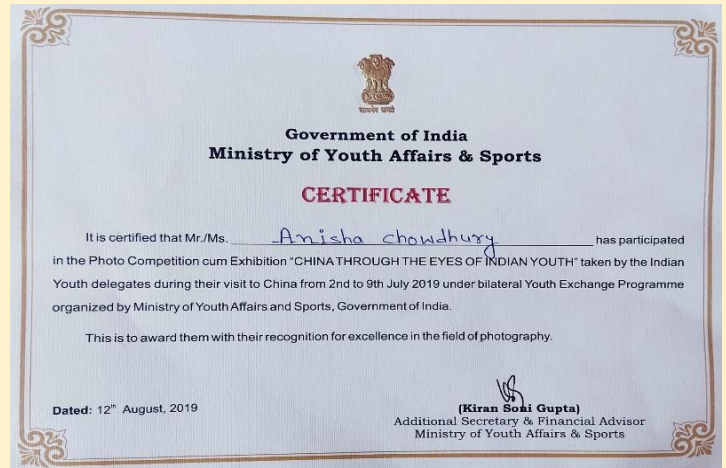 सत्यमेव जयते
Government of India
Ministry of Youth Affairs & Sports
CERTIFICATE
It is certified that Mr./Ms. Anisha chowdhury has participated
in the Photo Competition cum Exhibition "CHINA THROUGH THE EYES OF INDIAN YOUTH" taken by the Indian
Youth delegates during their visit to China from 2nd to 9th July 2019 under bilateral Youth Exchange Programme
organized by Ministry of Youth Affairs and Sports, Government of India.
This is to award them with their recognition for excellence in the field of photography.
Dated: 12th August, 2019
(Kiran Soni Gupta)
Additional Secretary & Financial Advisor
Ministry of Youth Affairs & Sports